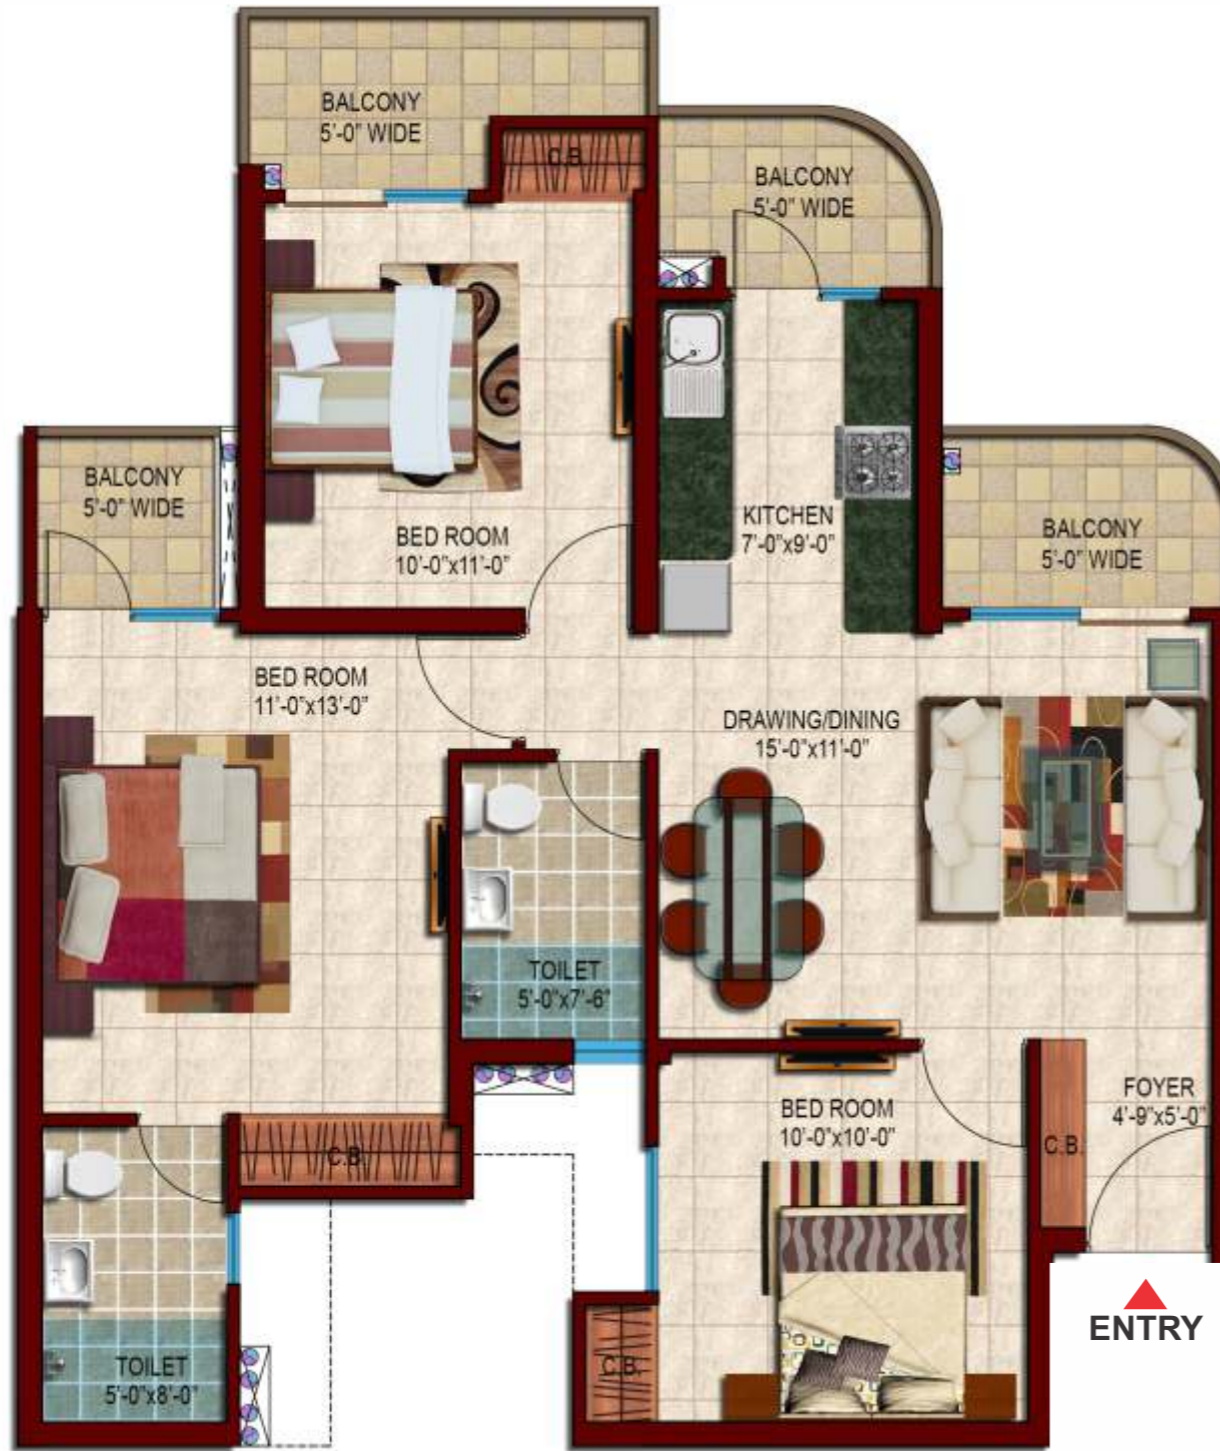 BALCONY
5'-0" WIDE
C.B.
BALCONY
5'-0" WIDE
BALCONY
5'-0" WIDE
BED ROOM
10'-0"x11'-0"
KITCHEN
7'-0"x9'-0"
BALCONY
5'-0" WIDE
BED ROOM
11'-0"x13'-0"
DRAWING/DINING
15'-0"x11'-0"
TOILET
5'-0"x7'-6"
BED ROOM
10'-0"x10'-0"
FOYER
4'-9"x5'-0"
C.B.
C.B.
ENTRY
C.B.
TOILET
5'-0"x8'-0"